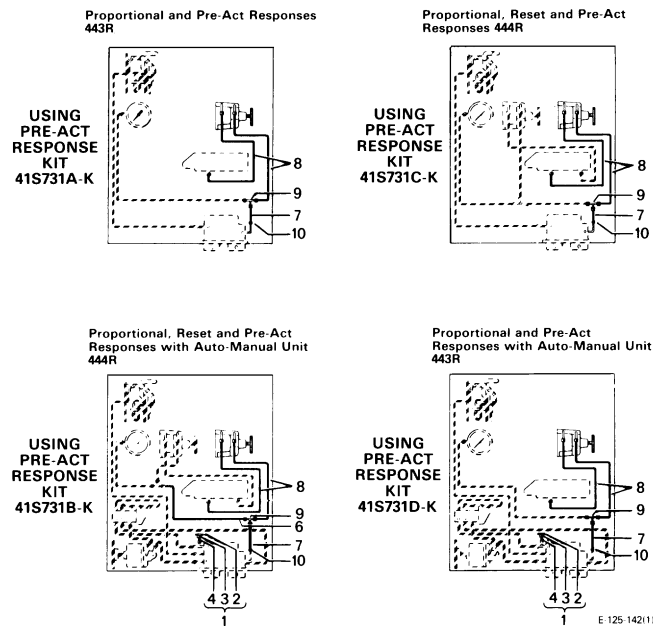 Proportional and Pre-Act Responses
443R
USING
PRE-ACT
RESPONSE
KIT
41S731A-K
8
9
7
10
Proportional, Reset and Pre-Act
Responses 444R
USING
PRE-ACT
RESPONSE
KIT
41S731C-K
8
9
7
10
Proportional, Reset and Pre-Act
Responses with Auto-Manual Unit
444R
USING
PRE-ACT
RESPONSE
KIT
41S731B-K
8
9
6
7
10
4 3 2
1
Proportional and Pre-Act
Responses with Auto-Manual Unit
443R
USING
PRE-ACT
RESPONSE
KIT
41S731D-K
8
9
7
10
4 3 2
1
E-125-142(1)